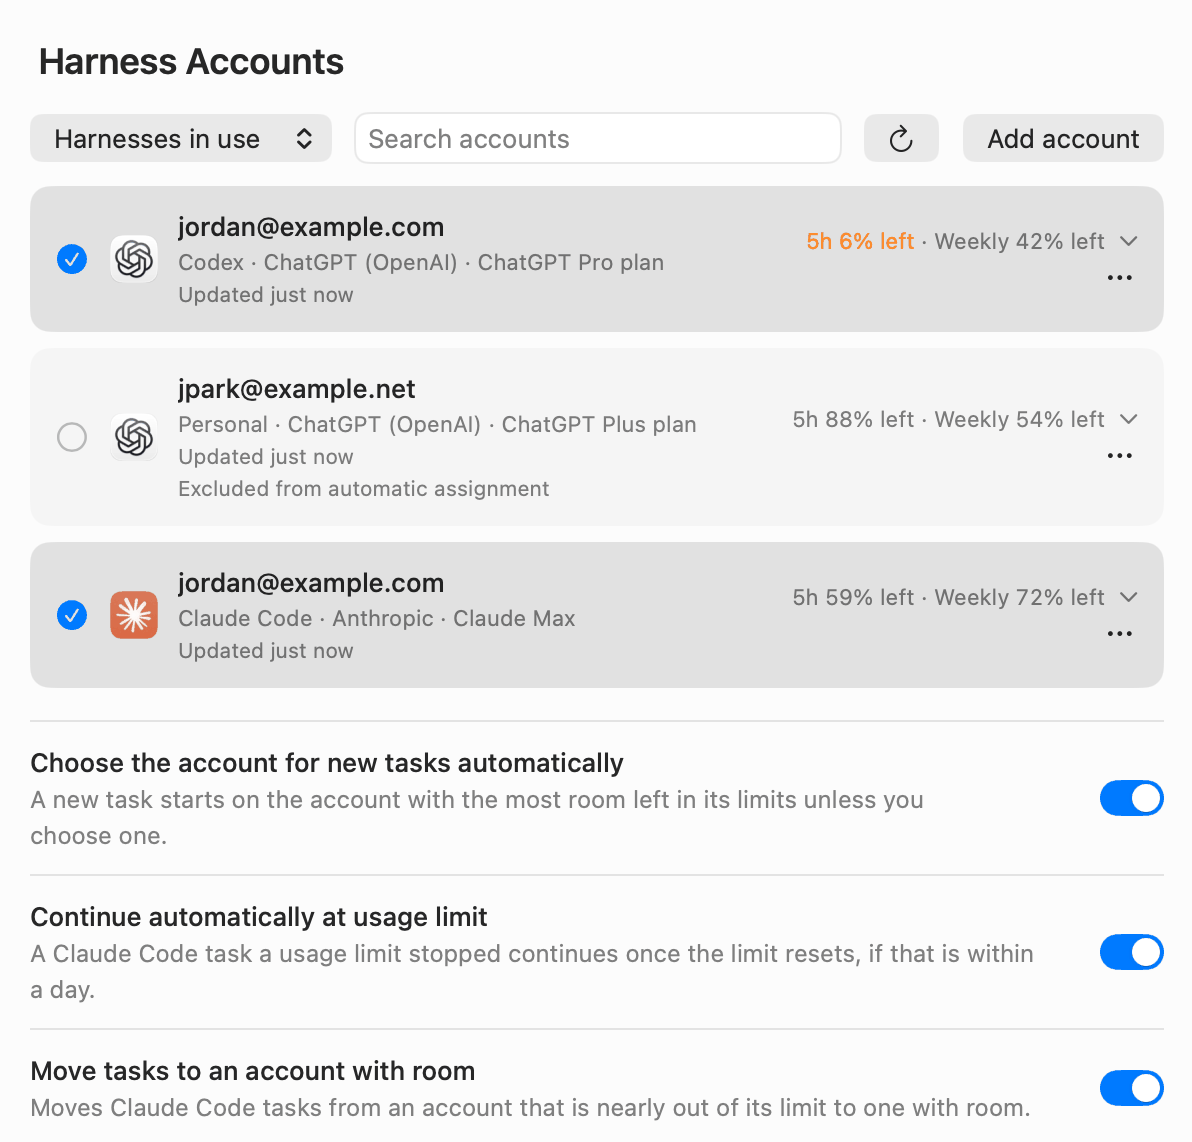 Harness Accounts
Harnesses in use
Search accounts
Add account
jordan@example.com
Codex · ChatGPT (OpenAI) · ChatGPT Pro plan
Updated just now
5h 6% left · Weekly 42% left
jpark@example.net
Personal · ChatGPT (OpenAI) · ChatGPT Plus plan
Updated just now
Excluded from automatic assignment
5h 88% left · Weekly 54% left
jordan@example.com
Claude Code · Anthropic · Claude Max
Updated just now
5h 59% left · Weekly 72% left
Choose the account for new tasks automatically
A new task starts on the account with the most room left in its limits unless you
choose one.
Continue automatically at usage limit
A Claude Code task a usage limit stopped continues once the limit resets, if that is within
a day.
Move tasks to an account with room
Moves Claude Code tasks from an account that is nearly out of its limit to one with room.